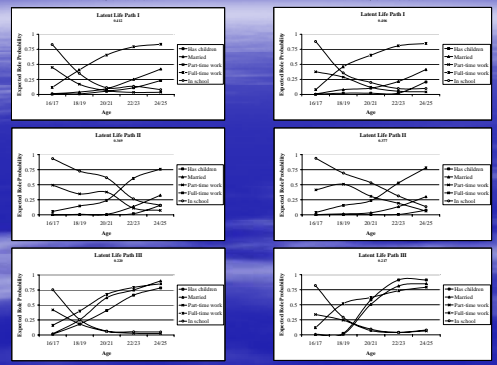 Latent Life Path I
Expected Role Probability
1
0.75
0.5
0.25
0
16/17 18/19 20/21 22/23 24/25
Age
Has children
Married
Part-time work
Full-time work
In school
Latent Life Path I
Expected Role Probability
1
0.75
0.5
0.25
0
16/17 18/19 20/21 22/23 24/25
Age
Has children
Married
Part-time work
Full-time work
In school
Latent Life Path II
Expected Role Probability
1
0.75
0.5
0.25
0
16/17 18/19 20/21 22/23 24/25
Age
Has children
Married
Part-time work
Full-time work
In school
Latent Life Path II
0.377
Expected Role Probability
1
0.75
0.5
0.25
0
16/17 18/19 20/21 22/23 24/25
Age
Has children
Married
Part-time work
Full-time work
In school
Latent Life Path III
Expected Role Probability
1
0.75
0.5
0.25
0
16/17 18/19 20/21 22/23 24/25
Age
Has children
Married
Part-time work
Full-time work
In school
Latent Life Path III
Expected Role Probability
1
0.75
0.5
0.25
0
16/17 18/19 20/21 22/23 24/25
Age
Has children
Married
Part-time work
Full-time work
In school